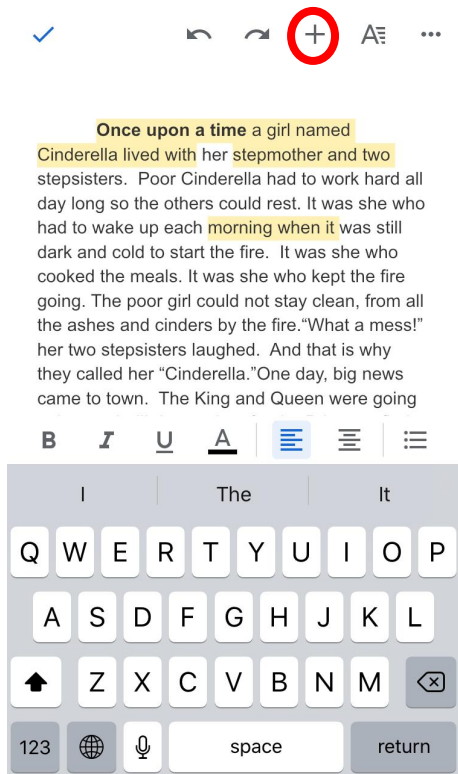 Once upon a time a girl named
Cinderella lived with her stepmother and two
stepsisters.  Poor Cinderella had to work hard all
day long so the others could rest. It was she who
had to wake up each morning when it was still
dark and cold to start the fire.  It was she who
cooked the meals. It was she who kept the fire
going. The poor girl could not stay clean, from all
the ashes and cinders by the fire.“What a mess!”
her two stepsisters laughed.  And that is why
they called her “Cinderella.”One day, big news
came to town.  The King and Queen were going
B I U A
I The It
Q W E R T Y U I O P
A S D F G H J K L
Z X C V B N M
123 space return